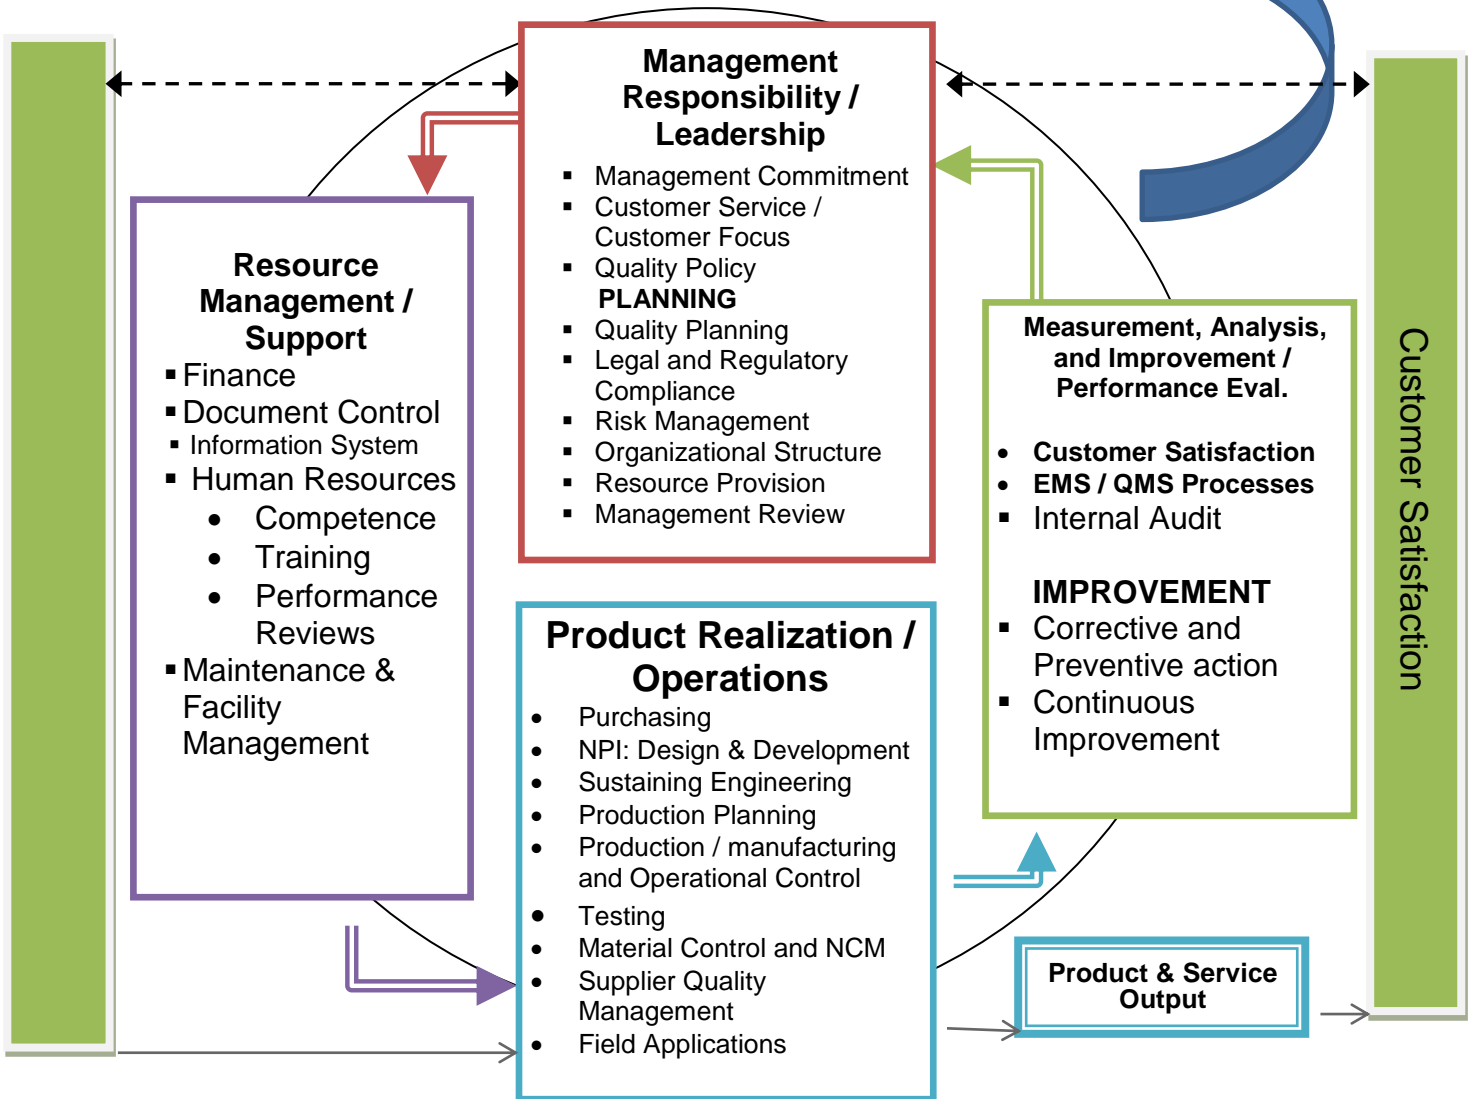 Management
Responsibility /
Leadership
▪ Management Commitment
▪ Customer Service /
Customer Focus
▪ Quality Policy
PLANNING
▪ Quality Planning
▪ Legal and Regulatory
Compliance
▪ Risk Management
▪ Organizational Structure
▪ Resource Provision
▪ Management Review
Resource
Management /
Support
▪ Finance
▪ Document Control
▪ Information System
▪ Human Resources
• Competence
• Training
• Performance
Reviews
▪ Maintenance &
Facility
Management
Measurement, Analysis,
and Improvement /
Performance Eval.
• Customer Satisfaction
• EMS / QMS Processes
▪ Internal Audit
IMPROVEMENT
▪ Corrective and
Preventive action
▪ Continuous
Improvement
Product Realization /
Operations
• Purchasing
• NPI: Design & Development
• Sustaining Engineering
• Production Planning
• Production / manufacturing
and Operational Control
• Testing
• Material Control and NCM
• Supplier Quality
Management
• Field Applications
Product & Service
Output
Customer Satisfaction